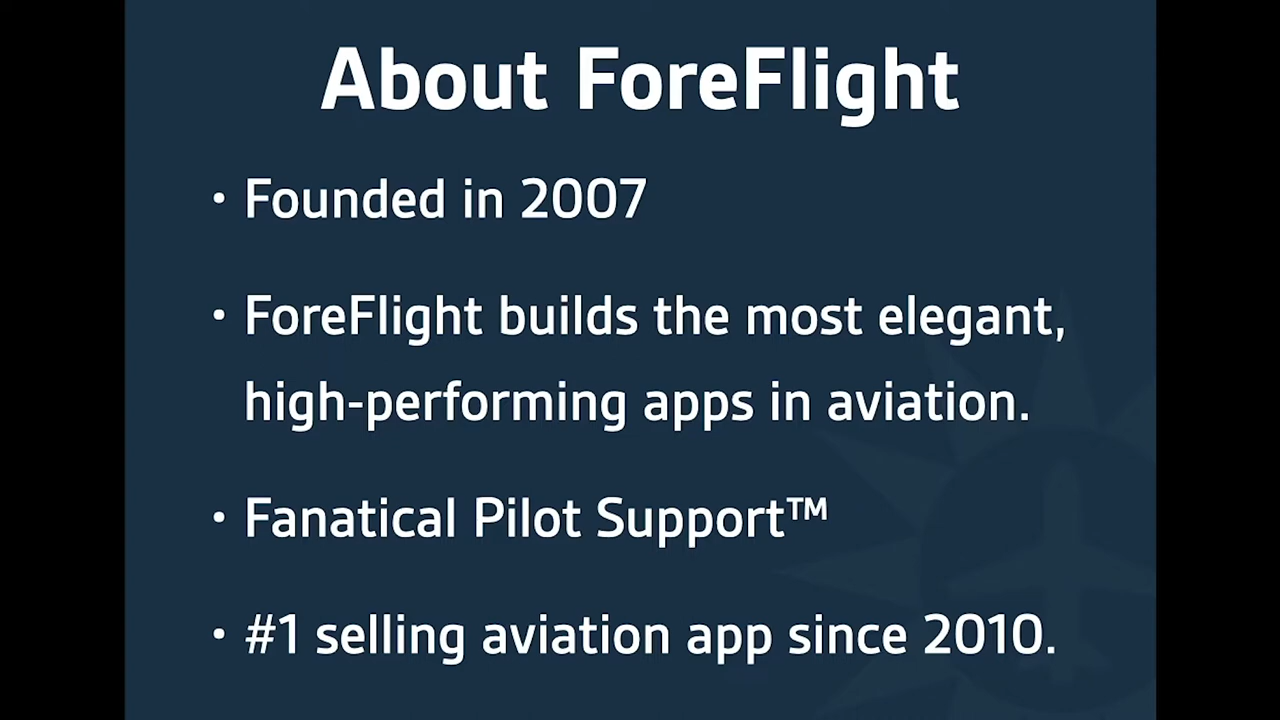 About ForeFlight
• Founded in 2007
• ForeFlight builds the most elegant,
high-performing apps in aviation.
• Fanatical Pilot Support™
• #1 selling aviation app since 2010.